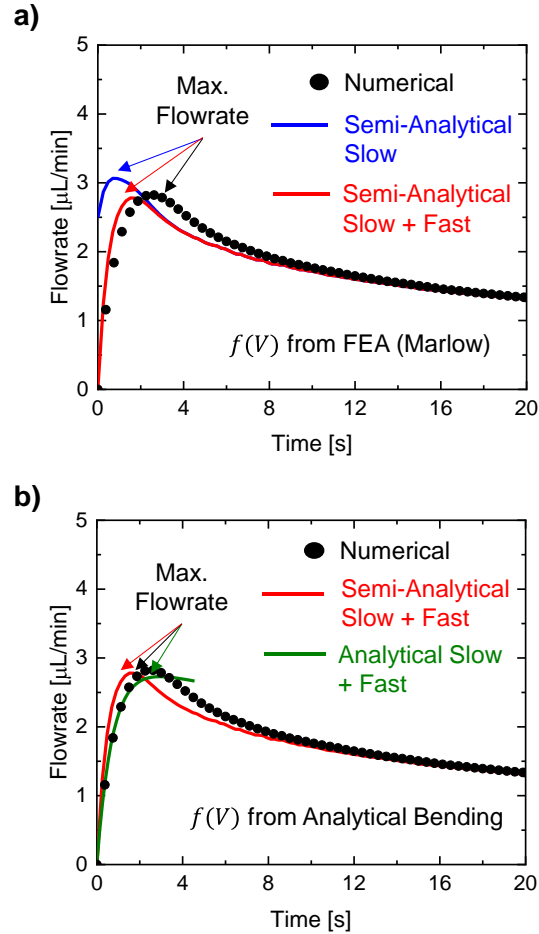 a)
5
4
3
2
1
0
Flowrate [μL/min]
Max.
Flowrate
Numerical
Semi-Analytical
Slow
Semi-Analytical
Slow + Fast
f(V) from FEA (Marlow)
0 4 8 12 16 20
Time [s]
b)
5
4
3
2
1
0
Flowrate [μL/min]
Max.
Flowrate
Numerical
Semi-Analytical
Slow + Fast
Analytical Slow
+ Fast
f(V) from Analytical Bending
0 4 8 12 16 20
Time [s]